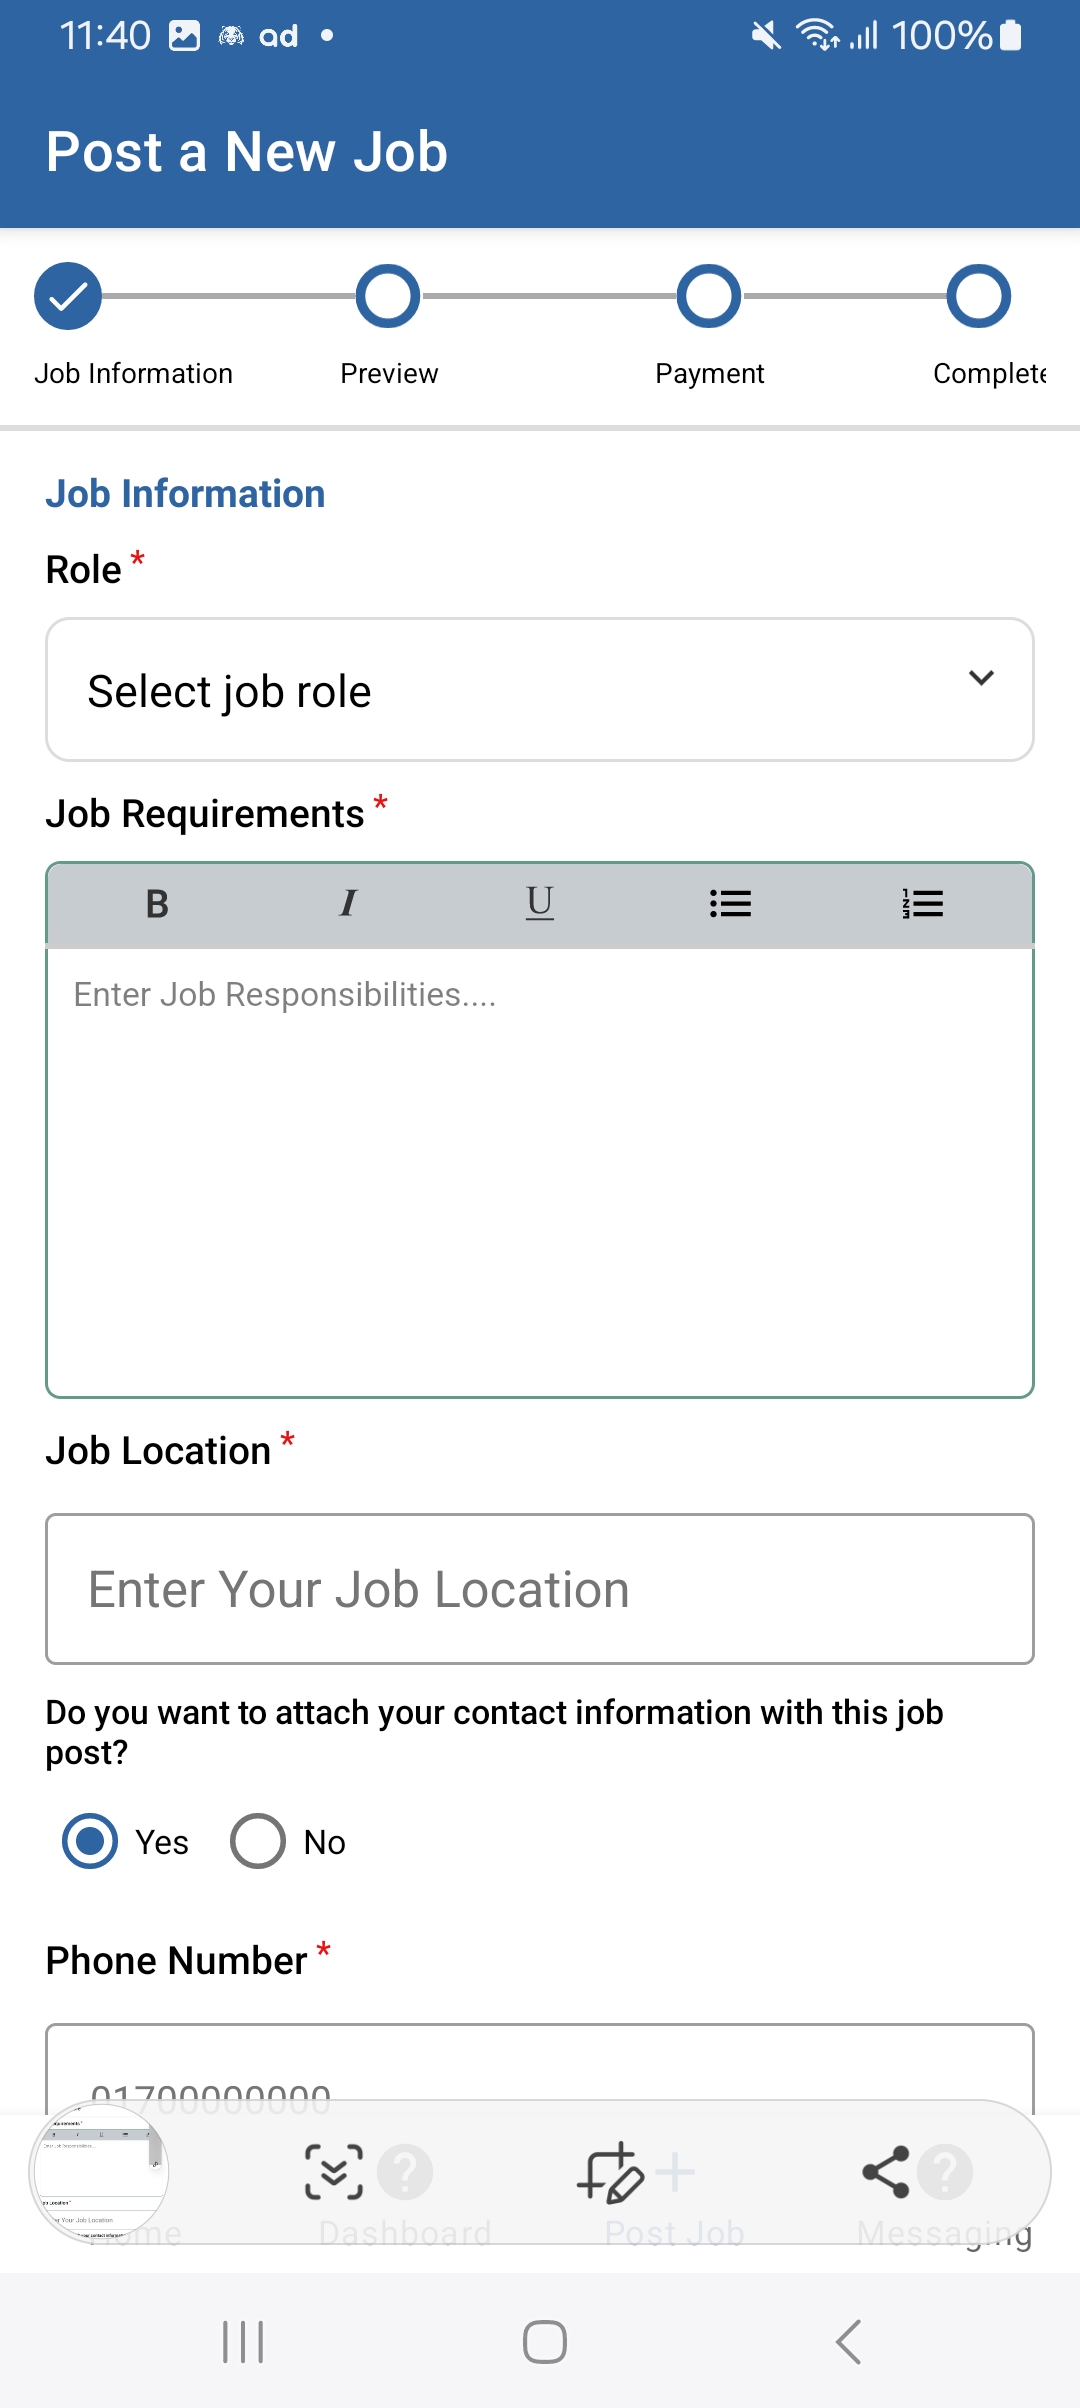 11:40 ad 100%
Post a New Job
Job Information Preview Payment Complete
Job Information
Role *
Select job role
Job Requirements *
B I U
Enter Job Responsibilities....
Job Location *
Enter Your Job Location
Do you want to attach your contact information with this job
post?
Yes No
Phone Number *
01700000000
Dashboard Post Job Messaging